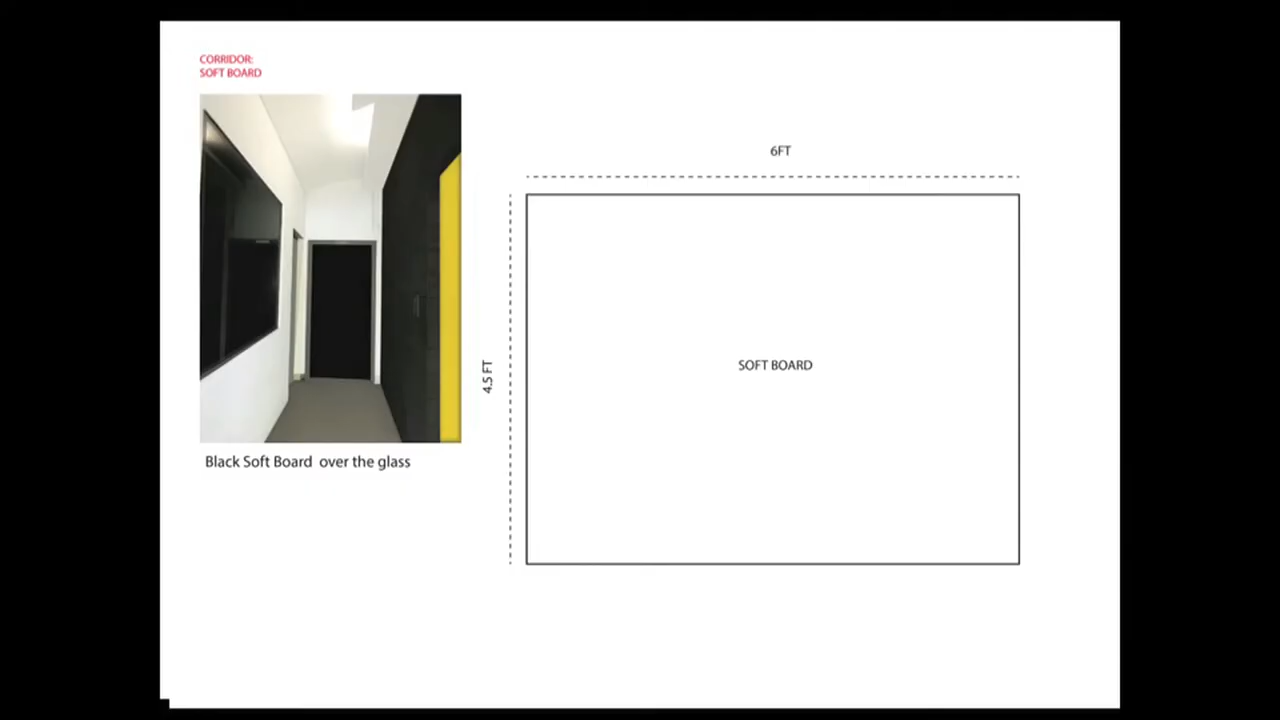 CORRIDOR:
SOFT BOARD
6FT
4.5 FT
SOFT BOARD
Black Soft Board over the glass